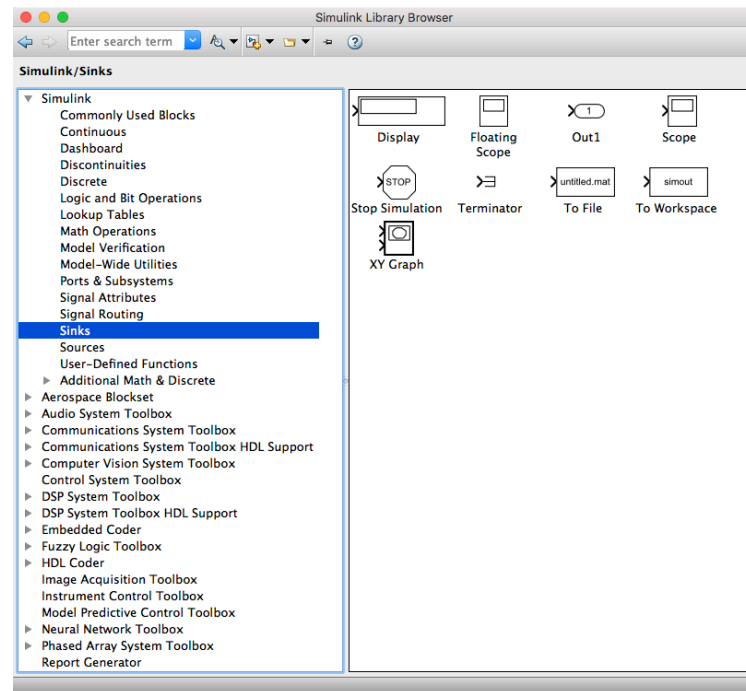 Simulink Library Browser
Enter search term
Simulink/Sinks
Simulink
Commonly Used Blocks
Continuous
Dashboard
Discontinuities
Discrete
Logic and Bit Operations
Lookup Tables
Math Operations
Model Verification
Model-Wide Utilities
Ports & Subsystems
Signal Attributes
Signal Routing
Sinks
Sources
User-Defined Functions
Additional Math & Discrete
Aerospace Blockset
Audio System Toolbox
Communications System Toolbox
Communications System Toolbox HDL Support
Computer Vision System Toolbox
Control System Toolbox
DSP System Toolbox
DSP System Toolbox HDL Support
Embedded Coder
Fuzzy Logic Toolbox
HDL Coder
Image Acquisition Toolbox
Instrument Control Toolbox
Model Predictive Control Toolbox
Neural Network Toolbox
Phased Array System Toolbox
Report Generator
1
Display Floating Scope Out1 Scope
STOP untitled.mat simout
Stop Simulation Terminator To File To Workspace
XY Graph